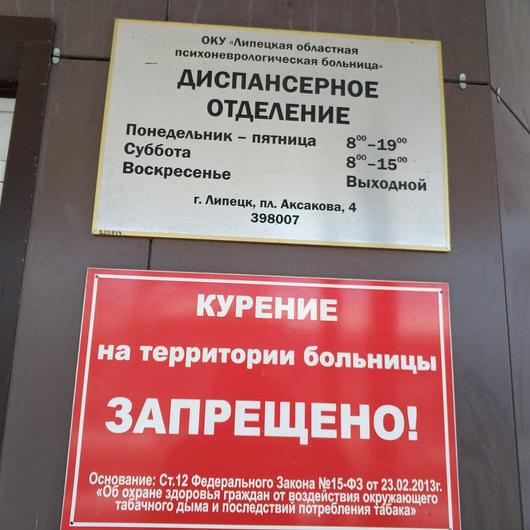 ОКУ «Липецкая областная
психоневрологическая больница»
ДИСПАНСЕРНОЕ
ОТДЕЛЕНИЕ
Понедельник – пятница 8⁰⁰–19⁰⁰
Суббота 8⁰⁰–15⁰⁰
Воскресенье Выходной
г. Липецк, пл. Аксакова, 4
398007
КУРЕНИЕ
на территории больницы
ЗАПРЕЩЕНО!
Основание: Ст.12 Федерального Закона №15-ФЗ от 23.02.2013г.
«Об охране здоровья граждан от воздействия окружающего
табачного дыма и последствий потребления табака»